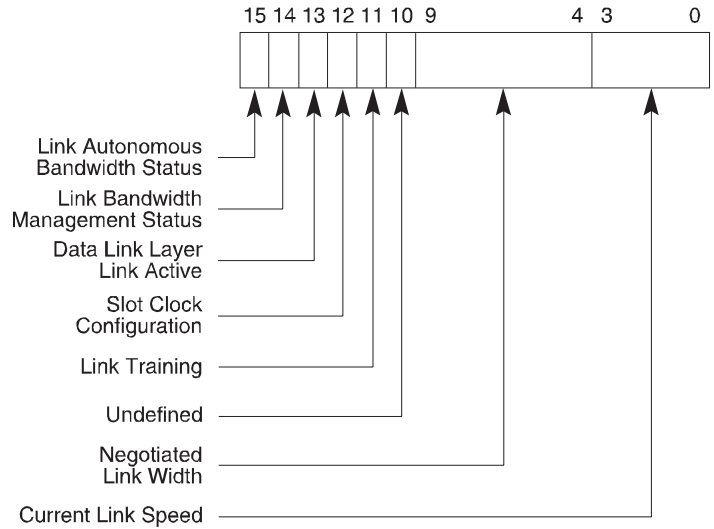 15 14 13 12 11 10 9 4 3 0
Link Autonomous
Bandwidth Status
Link Bandwidth
Management Status
Data Link Layer
Link Active
Slot Clock
Configuration
Link Training
Undefined
Negotiated
Link Width
Current Link Speed